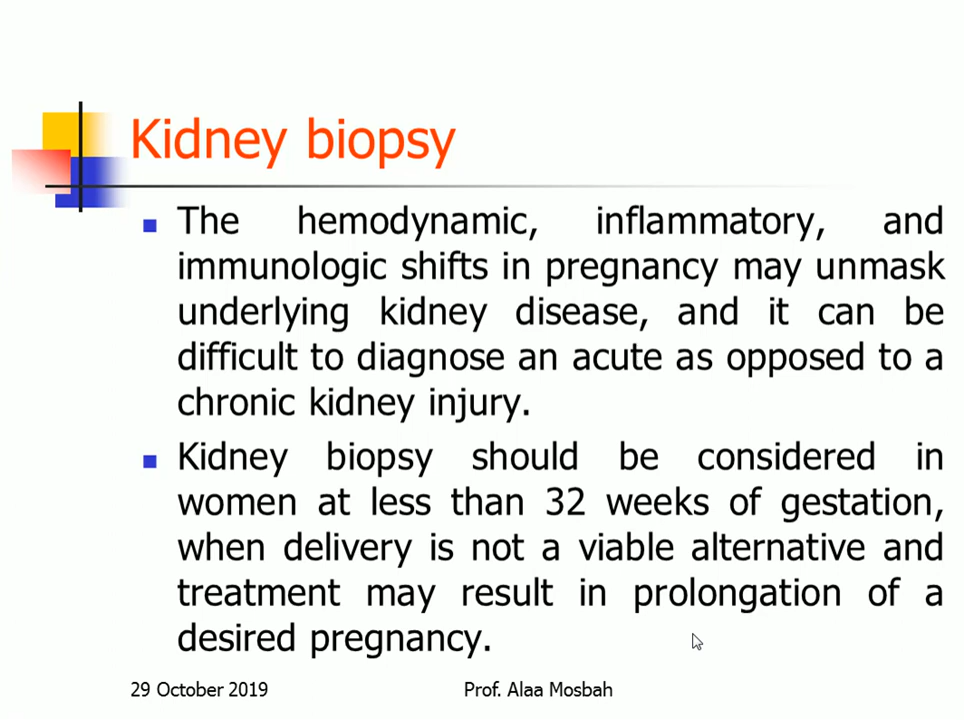 Kidney biopsy
The hemodynamic, inflammatory, and
immunologic shifts in pregnancy may unmask
underlying kidney disease, and it can be
difficult to diagnose an acute as opposed to a
chronic kidney injury.
Kidney biopsy should be considered in
women at less than 32 weeks of gestation,
when delivery is not a viable alternative and
treatment may result in prolongation of a
desired pregnancy.
29 October 2019
Prof. Alaa Mosbah